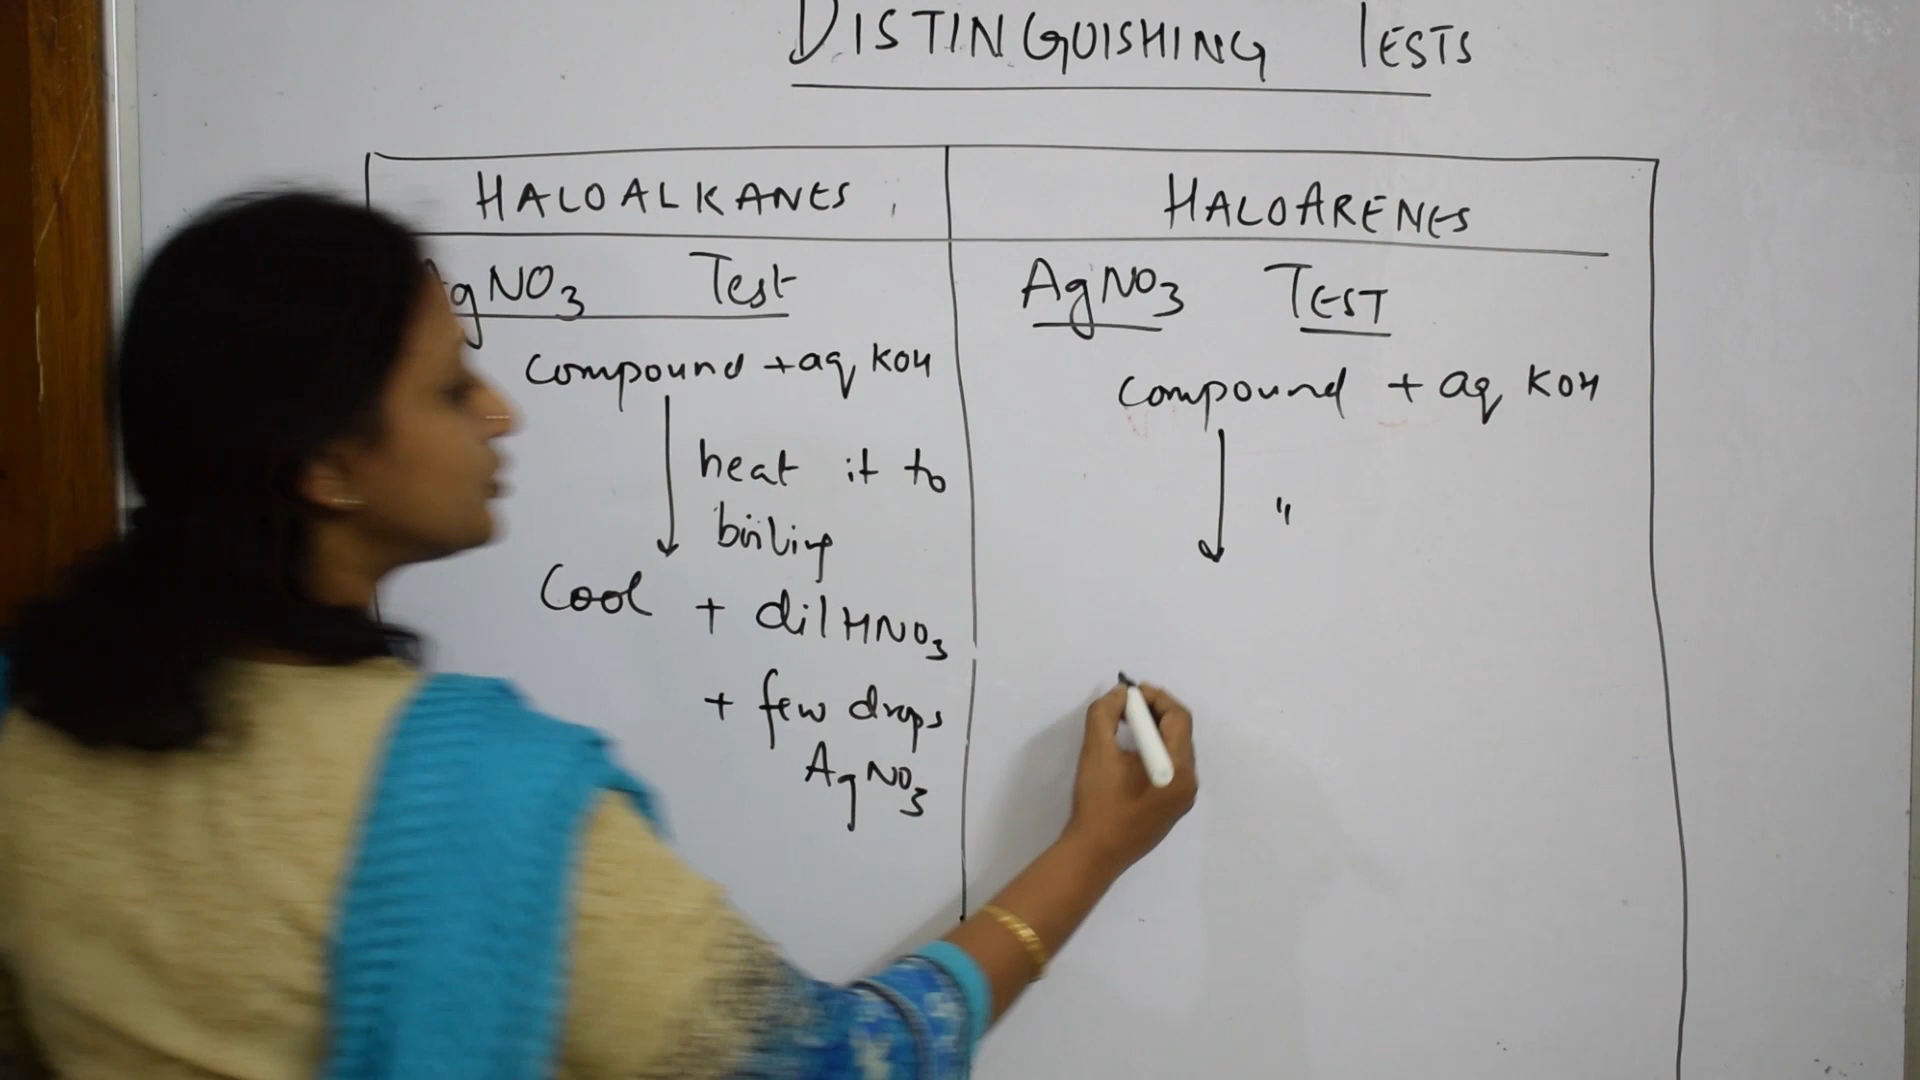 DISTINGUISHING TESTS
HALOALKANES
AgNO3 Test
compound + aq KOH
heat it to
boiling
Cool + dil HNO3
+ few drops
AgNO3
HALOARENES
AgNO3 TEST
compound + aq KOH
"